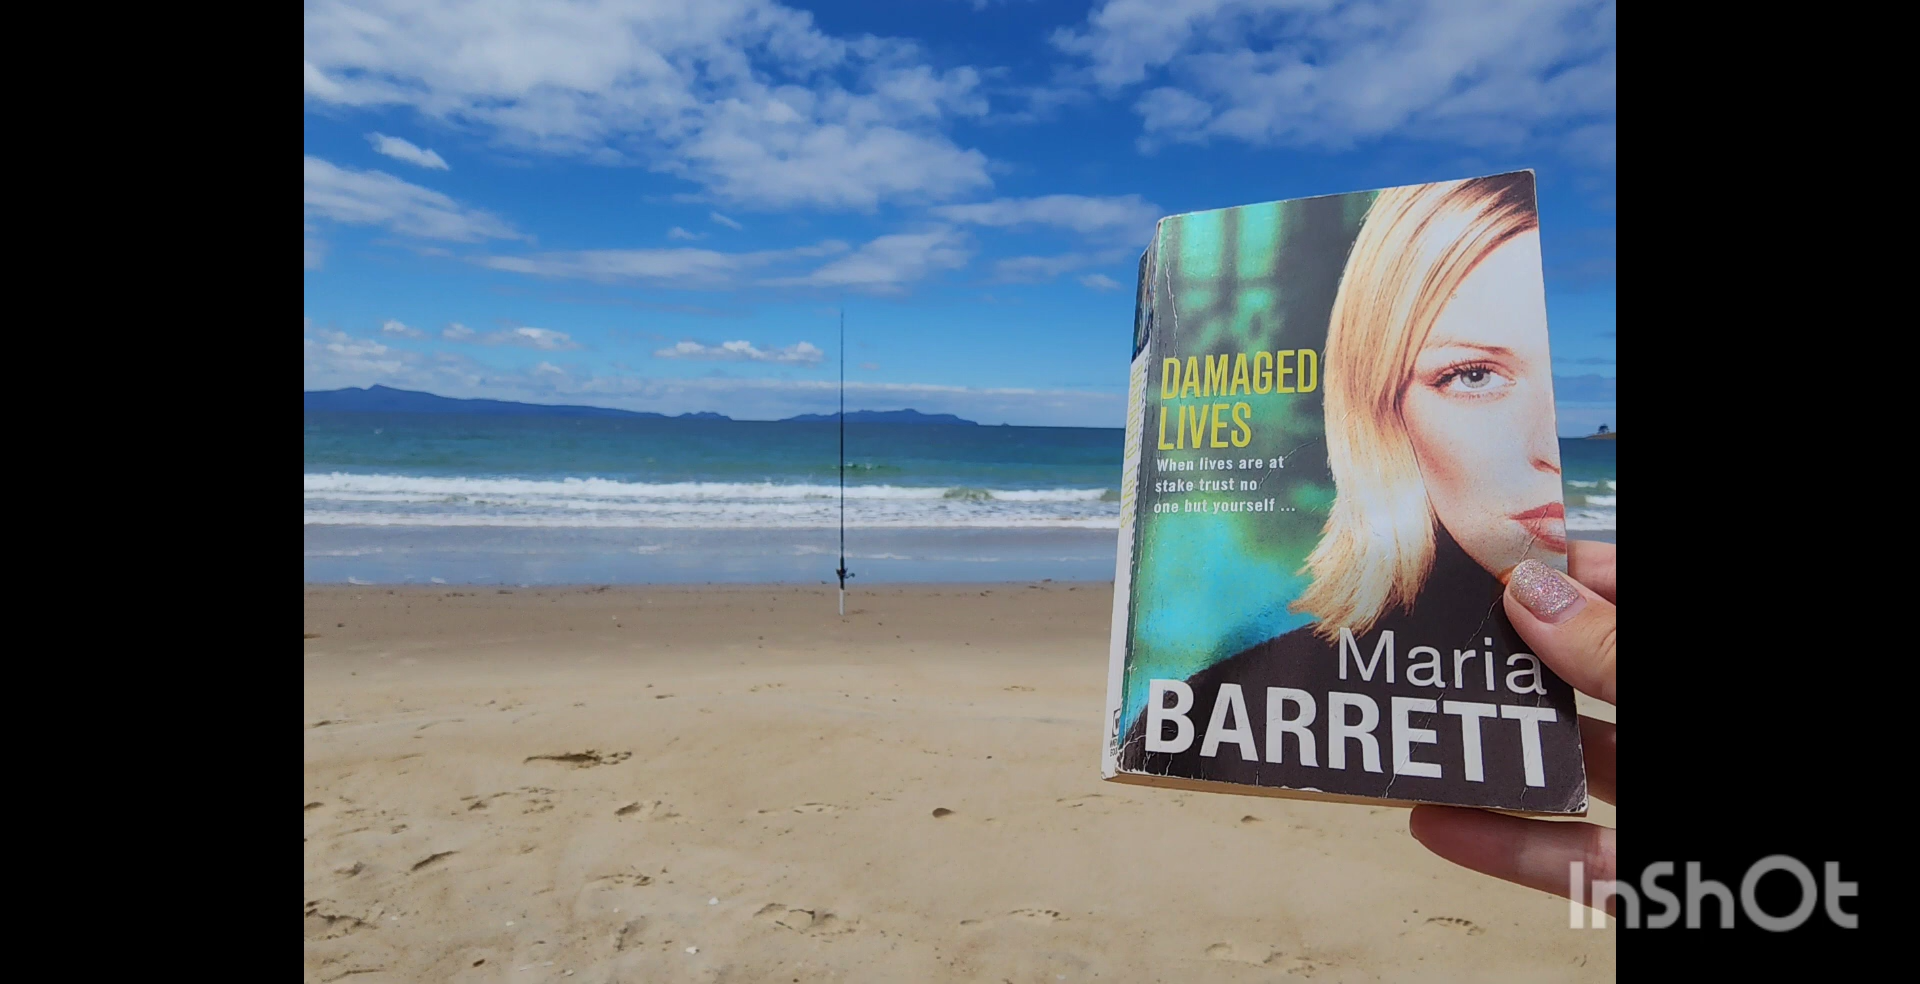 DAMAGED
LIVES
When lives are at
stake trust no
one but yourself ...
Maria
BARRETT
InShOt